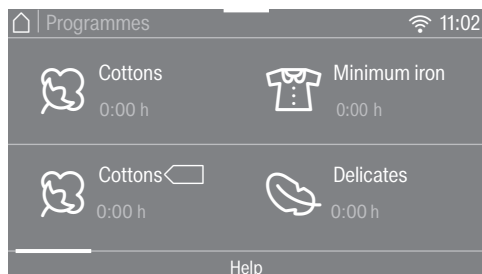 Programmes 11:02
Cottons Minimum iron
0:00 h 0:00 h
Cottons Delicates
0:00 h 0:00 h
Help